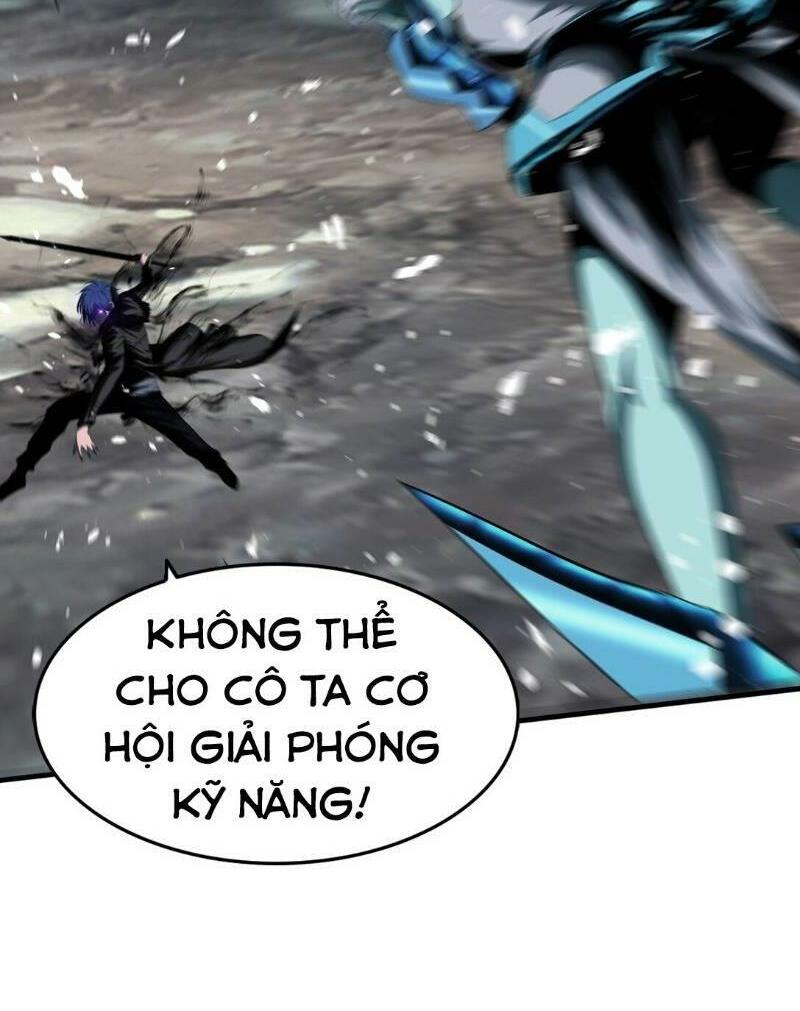 KHÔNG THỂ
CHO CÔ TA CƠ
HỘI GIẢI PHÓNG
KỸ NĂNG!